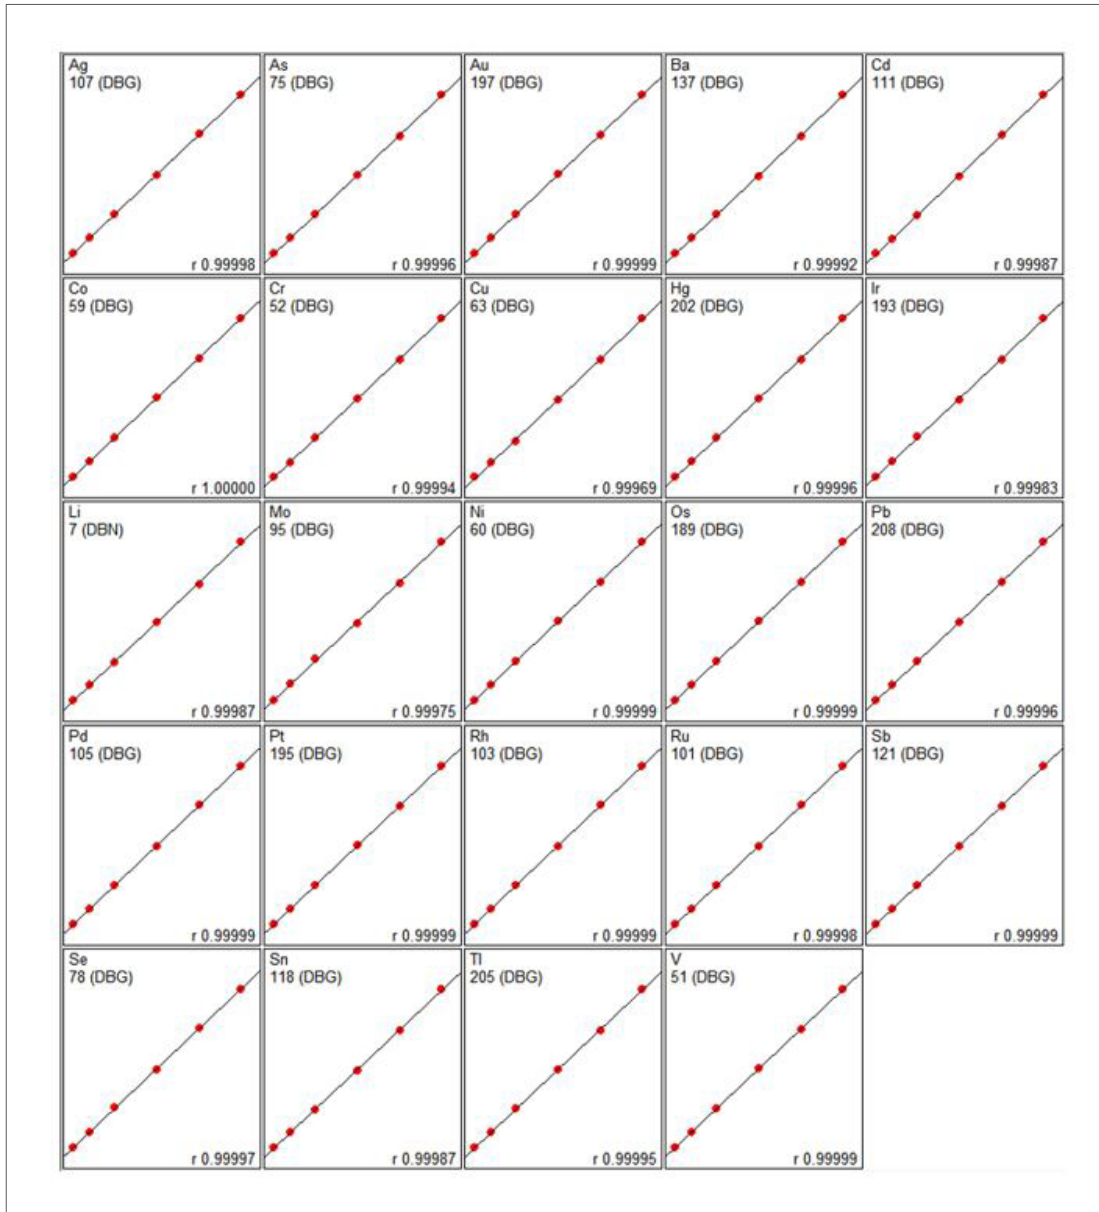 Ag
107 (DBG)
r 0.99998
As
75 (DBG)
r 0.99996
Au
197 (DBG)
r 0.99999
Ba
137 (DBG)
r 0.99992
Cd
111 (DBG)
r 0.99987
Co
59 (DBG)
r 1.00000
Cr
52 (DBG)
r 0.99994
Cu
63 (DBG)
r 0.99969
Hg
202 (DBG)
r 0.99996
Ir
193 (DBG)
r 0.99983
Li
7 (DBN)
r 0.99987
Mo
95 (DBG)
r 0.99975
Ni
60 (DBG)
r 0.99999
Os
189 (DBG)
r 0.99999
Pb
208 (DBG)
r 0.99996
Pd
105 (DBG)
r 0.99999
Pt
195 (DBG)
r 0.99999
Rh
103 (DBG)
r 0.99999
Ru
101 (DBG)
r 0.99998
Sb
121 (DBG)
r 0.99999
Se
78 (DBG)
r 0.99997
Sn
118 (DBG)
r 0.99987
Tl
205 (DBG)
r 0.99995
V
51 (DBG)
r 0.99999